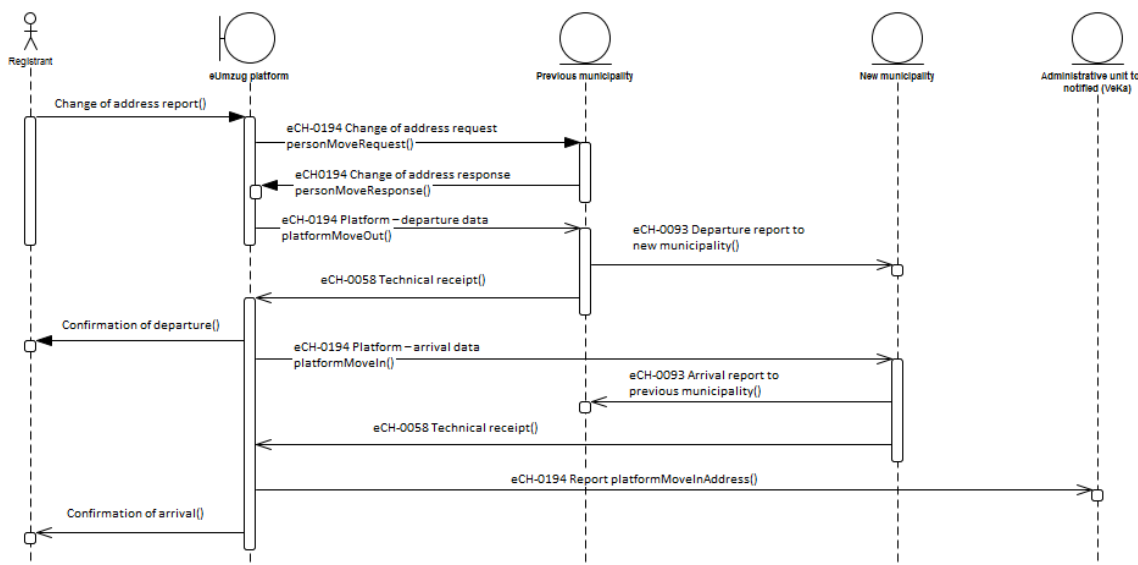 Registrant
eUmzug platform
Previous municipality
New municipality
Administrative unit to
notified (VeKa)
Change of address report()
eCH-0194 Change of address request
personMoveRequest()
eCH0194 Change of address response
personMoveResponse()
eCH-0194 Platform – departure data
platformMoveOut()
eCH-0093 Departure report to
new municipality()
eCH-0058 Technical receipt()
Confirmation of departure()
eCH-0194 Platform – arrival data
platformMoveIn()
eCH-0093 Arrival report to
previous municipality()
eCH-0058 Technical receipt()
eCH-0194 Report platformMoveInAddress()
Confirmation of arrival()